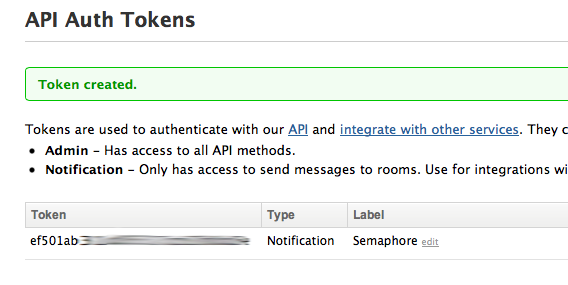 API Auth Tokens
Token created.
Tokens are used to authenticate with our API and integrate with other services. They
• Admin – Has access to all API methods.
• Notification – Only has access to send messages to rooms. Use for integrations
Token Type Label
ef501ab Notification Semaphore edit